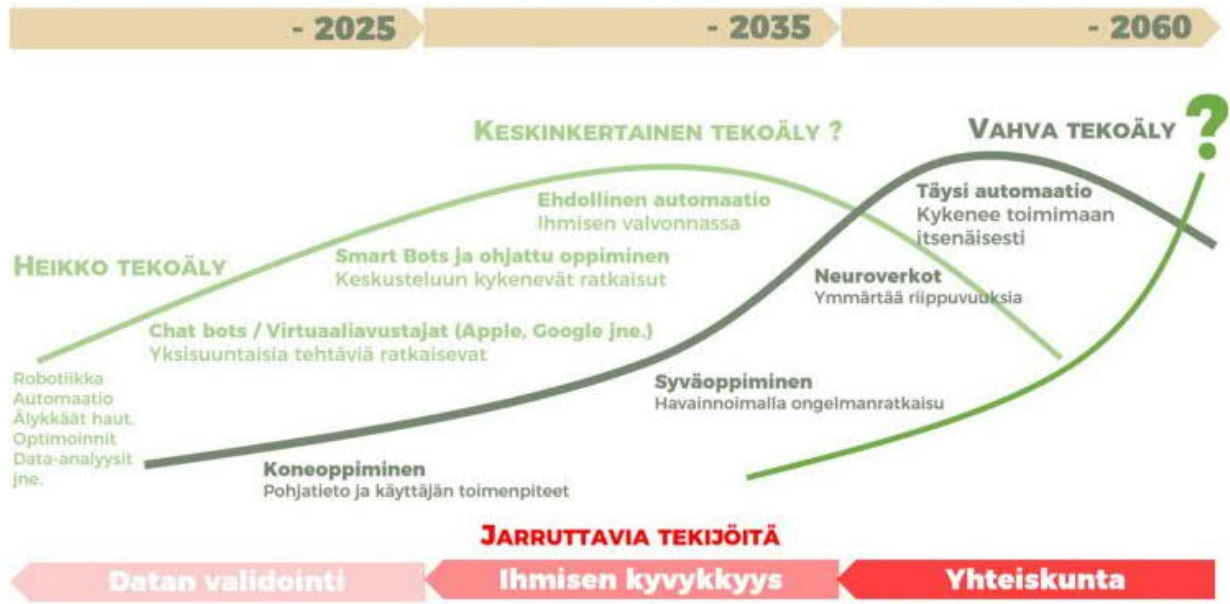 - 2025
- 2035
- 2060
KESKINKERTAINEN TEKOÄLY ?
VAHVA TEKOÄLY
?
HEIKKO TEKOÄLY
Ehdollinen automaatio
Ihmisen valvonnassa
Täysi automaatio
Kykenee toimimaan
itsenäisesti
Smart Bots ja ohjattu oppiminen
Keskusteluun kykenevät ratkaisut
Neuroverkot
Ymmärtää riippuvuuksia
Chat bots / Virtuaaliavustajat (Apple, Google jne.)
Yksisuuntaisia tehtäviä ratkaisevat
Robotiikka
Automaatio
Älykkäät haut.
Optimoinnit
Data-analyysit
jne.
Syväoppiminen
Havainnoimalla ongelmanratkaisu
Koneoppiminen
Pohjatieto ja käyttäjän toimenpiteet
JARRUTTAVIA TEKIJÖITÄ
Datan validointi
Ihmisen kyvykkyys
Yhteiskunta